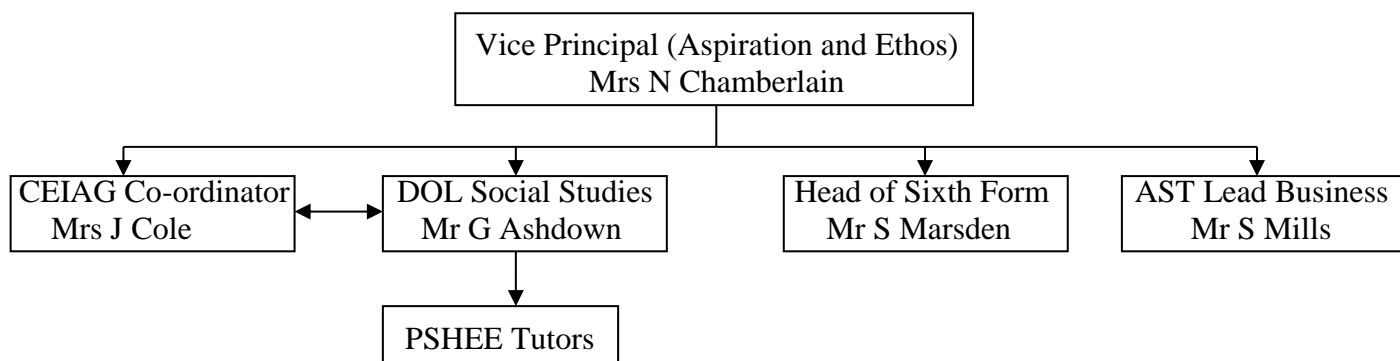 Vice Principal (Aspiration and Ethos)
Mrs N Chamberlain
CEIAG Co-ordinator
Mrs J Cole
DOL Social Studies
Mr G Ashdown
Head of Sixth Form
Mr S Marsden
AST Lead Business
Mr S Mills
PSHEE Tutors